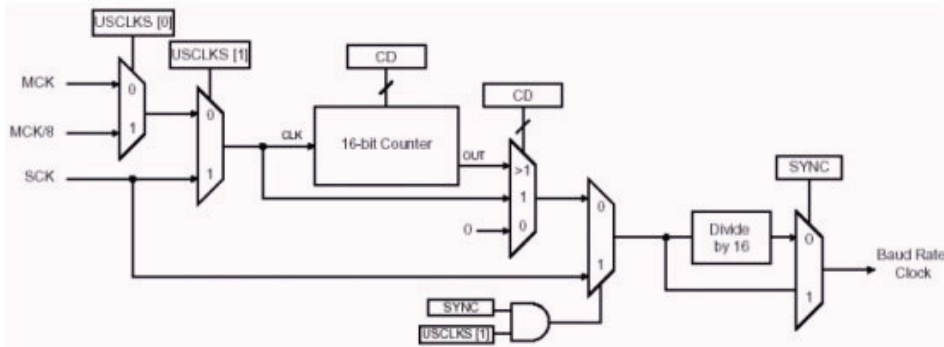 USCLKS [0]
USCLKS [1]
CD
CD
MCK
0
0
MCK/8
1
CLK
16-bit Counter
OUT
SYNC
SCK
1
>1
1
0
0
0
Divide
by 16
0
Baud Rate
Clock
1
1
SYNC
USCLKS [1]